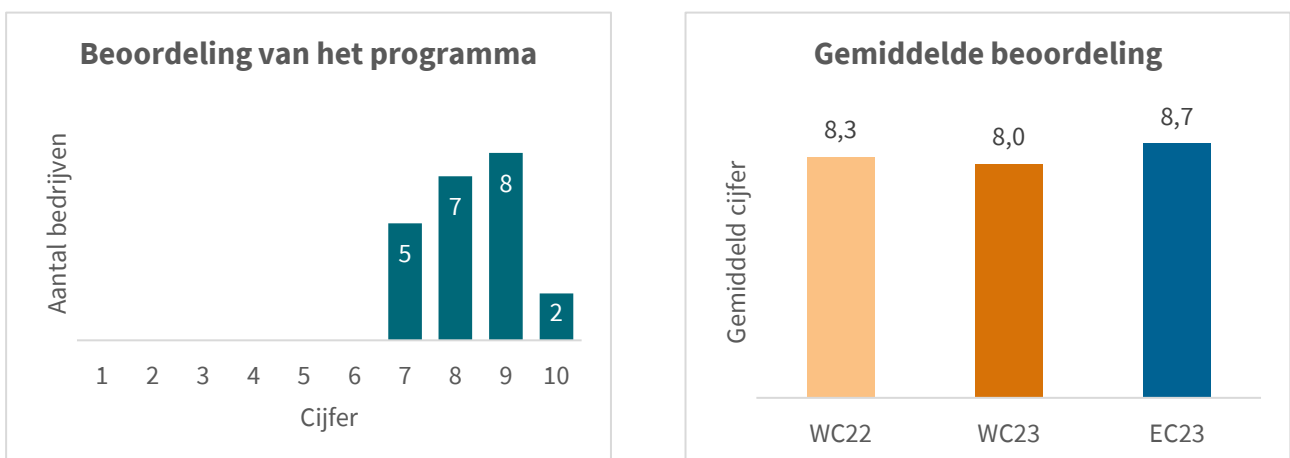 Beoordeling van het programma
Aantal bedrijven
5
7
8
2
1 2 3 4 5 6 7 8 9 10
Cijfer
Gemiddelde beoordeling
Gemiddeld cijfer
8,3
8,0
8,7
WC22 WC23 EC23